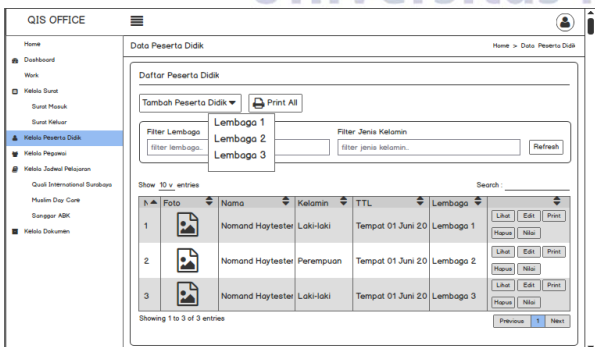 QIS OFFICE
Home
Dashboard
Work
Kelola Surat
Surat Masuk
Surat Keluar
Kelola Peserta Didik
Kelola Pegawai
Kelola Jadwal Pelajaran
Quali International Surabaya
Muslim Day Care
Sanggar ABK
Kelola Dokumen
Data Peserta Didik
Home > Data Peserta Didik
Daftar Peserta Didik
Tambah Peserta Didik Print All
Lembaga 1
Lembaga 2
Lembaga 3
Filter Lembaga Filter Jenis Kelamin
filter lembaga.. filter jenis kelamin.. Refresh
Show 10 v entries Search :
N Foto Nama Kelamin TTL Lembaga
1 Nomand Haytester Laki-laki Tempat 01 Juni 20 Lembaga 1 Lihat Edit Print
Hapus Nilai
2 Nomand Haytester Perempuan Tempat 01 Juni 20 Lembaga 2 Lihat Edit Print
Hapus Nilai
3 Nomand Haytester Laki-laki Tempat 01 Juni 20 Lembaga 3 Lihat Edit Print
Hapus Nilai
Showing 1 to 3 of 3 entries Previous 1 Next